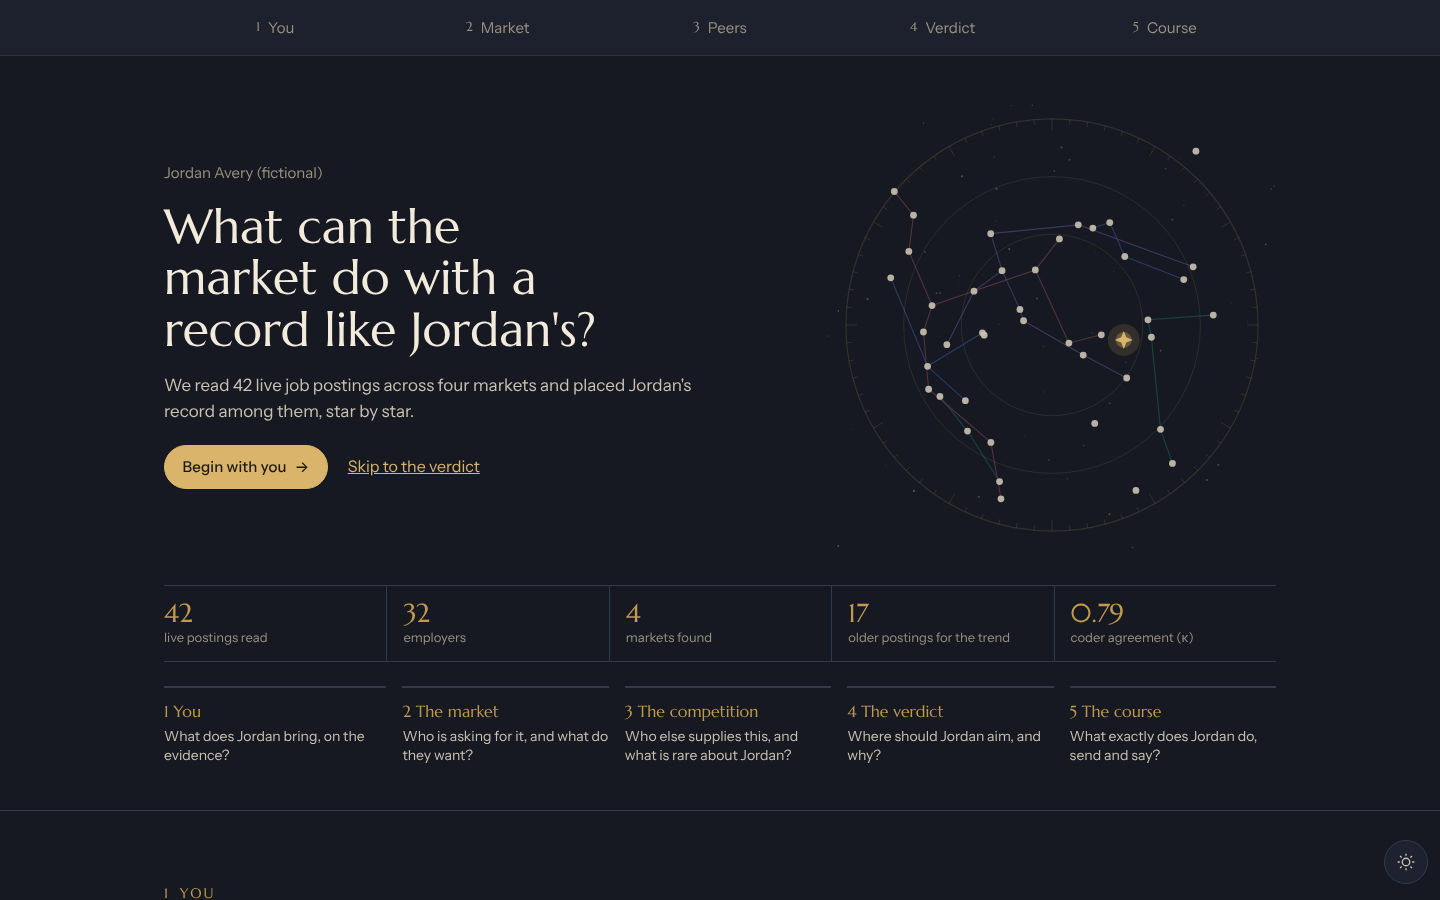 1 You
2 Market
3 Peers
4 Verdict
5 Course
Jordan Avery (fictional)
What can the
market do with a
record like Jordan's?
We read 42 live job postings across four markets and placed Jordan's
record among them, star by star.
Begin with you →
Skip to the verdict
42
live postings read
32
employers
4
markets found
17
older postings for the trend
0.79
coder agreement (κ)
1 You
What does Jordan bring, on the
evidence?
2 The market
Who is asking for it, and what do
they want?
3 The competition
Who else supplies this, and
what is rare about Jordan?
4 The verdict
Where should Jordan aim, and
why?
5 The course
What exactly does Jordan do,
send and say?
1 YOU